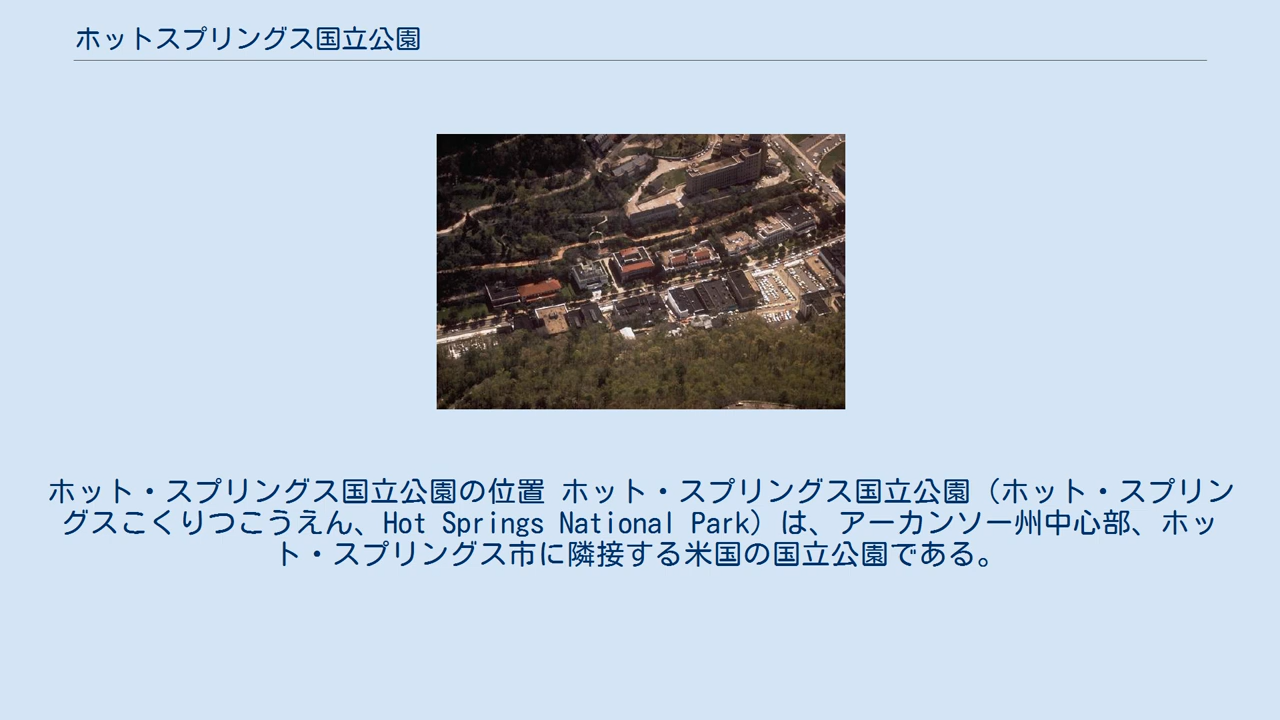 ホットスプリングス国立公園
ホット・スプリングス国立公園の位置 ホット・スプリングス国立公園（ホット・スプリン
グスこくりつこうえん、Hot Springs National Park）は、アーカンソー州中心部、ホッ
ト・スプリングス市に隣接する米国の国立公園である。